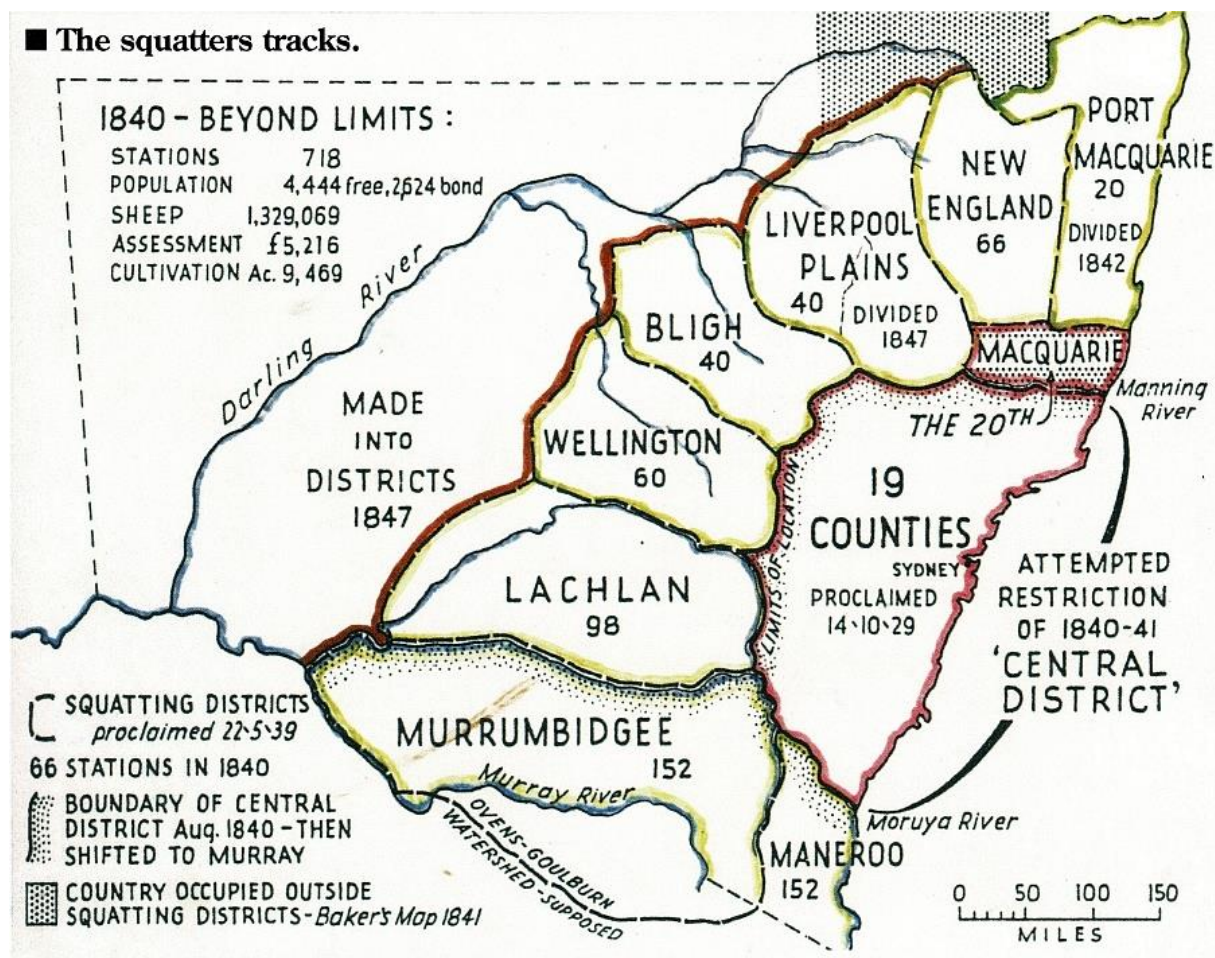 ■ The squatters tracks.
1840 – BEYOND LIMITS :
STATIONS 718
POPULATION 4,444 free, 2,624 bond
SHEEP 1,329,069
ASSESSMENT £5,216
CULTIVATION Ac. 9,469
Darling River
MADE
INTO
DISTRICTS
1847
PORT
MACQUARIE
20
DIVIDED
1842
NEW
ENGLAND
66
LIVERPOOL
PLAINS
40
DIVIDED
1847
BLIGH
40
WELLINGTON
60
MACQUARIE
THE 20TH
Manning
River
LIMITS OF LOCATION
19
COUNTIES
SYDNEY
PROCLAIMED
14·10·29
ATTEMPTED
RESTRICTION
OF 1840-41
'CENTRAL
DISTRICT'
LACHLAN
98
MURRUMBIDGEE
152
Murray River
OVENS-GOULBURN
WATERSHED-SUPPOSED
MANEROO
152
Moruya River
SQUATTING DISTRICTS
proclaimed 22·5·39
66 STATIONS IN 1840
BOUNDARY OF CENTRAL
DISTRICT Aug. 1840 – THEN
SHIFTED TO MURRAY
COUNTRY OCCUPIED OUTSIDE
SQUATTING DISTRICTS - Baker's Map 1841
0 50 100 150
MILES